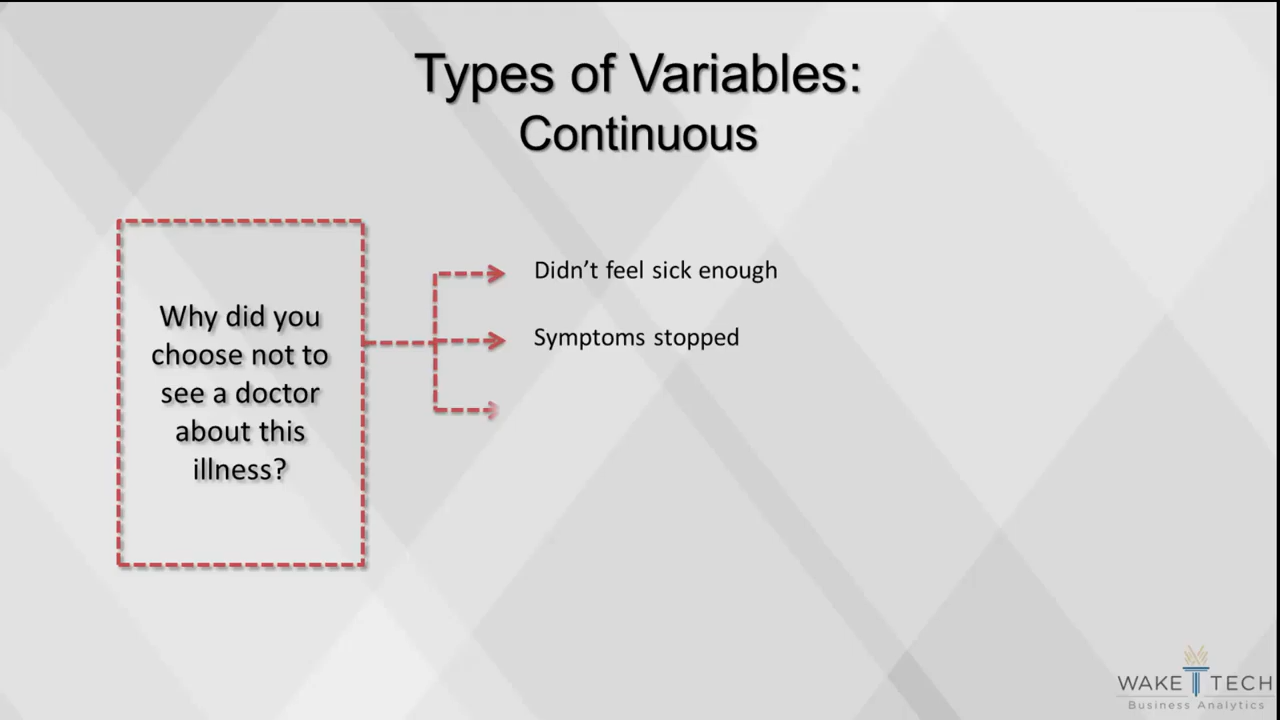 Types of Variables:
Continuous
Why did you
choose not to
see a doctor
about this
illness?
Didn't feel sick enough
Symptoms stopped
WAKE TECH
Business Analytics